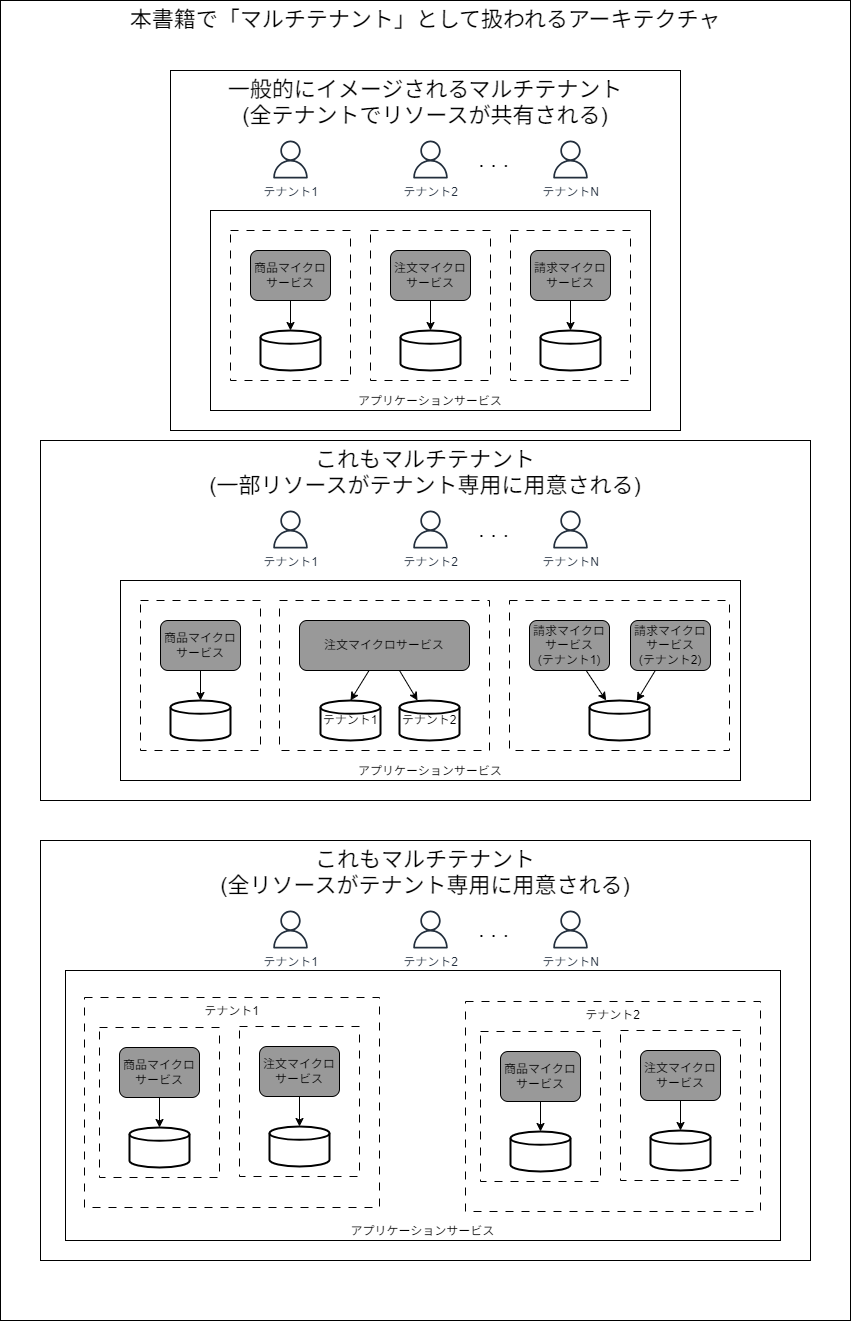 本書籍で「マルチテナント」として扱われるアーキテクチャ
一般的にイメージされるマルチテナント
(全テナントでリソースが共有される)
テナント1
テナント2
・・・
テナントN
商品マイクロ
サービス
注文マイクロ
サービス
請求マイクロ
サービス
アプリケーションサービス
これもマルチテナント
(一部リソースがテナント専用に用意される)
テナント1
テナント2
・・・
テナントN
商品マイクロ
サービス
注文マイクロサービス
テナント1
テナント2
請求マイクロ
サービス
(テナント1)
請求マイクロ
サービス
(テナント2)
アプリケーションサービス
これもマルチテナント
(全リソースがテナント専用に用意される)
テナント1
テナント2
・・・
テナントN
テナント1
商品マイクロ
サービス
注文マイクロ
サービス
テナント2
商品マイクロ
サービス
注文マイクロ
サービス
アプリケーションサービス